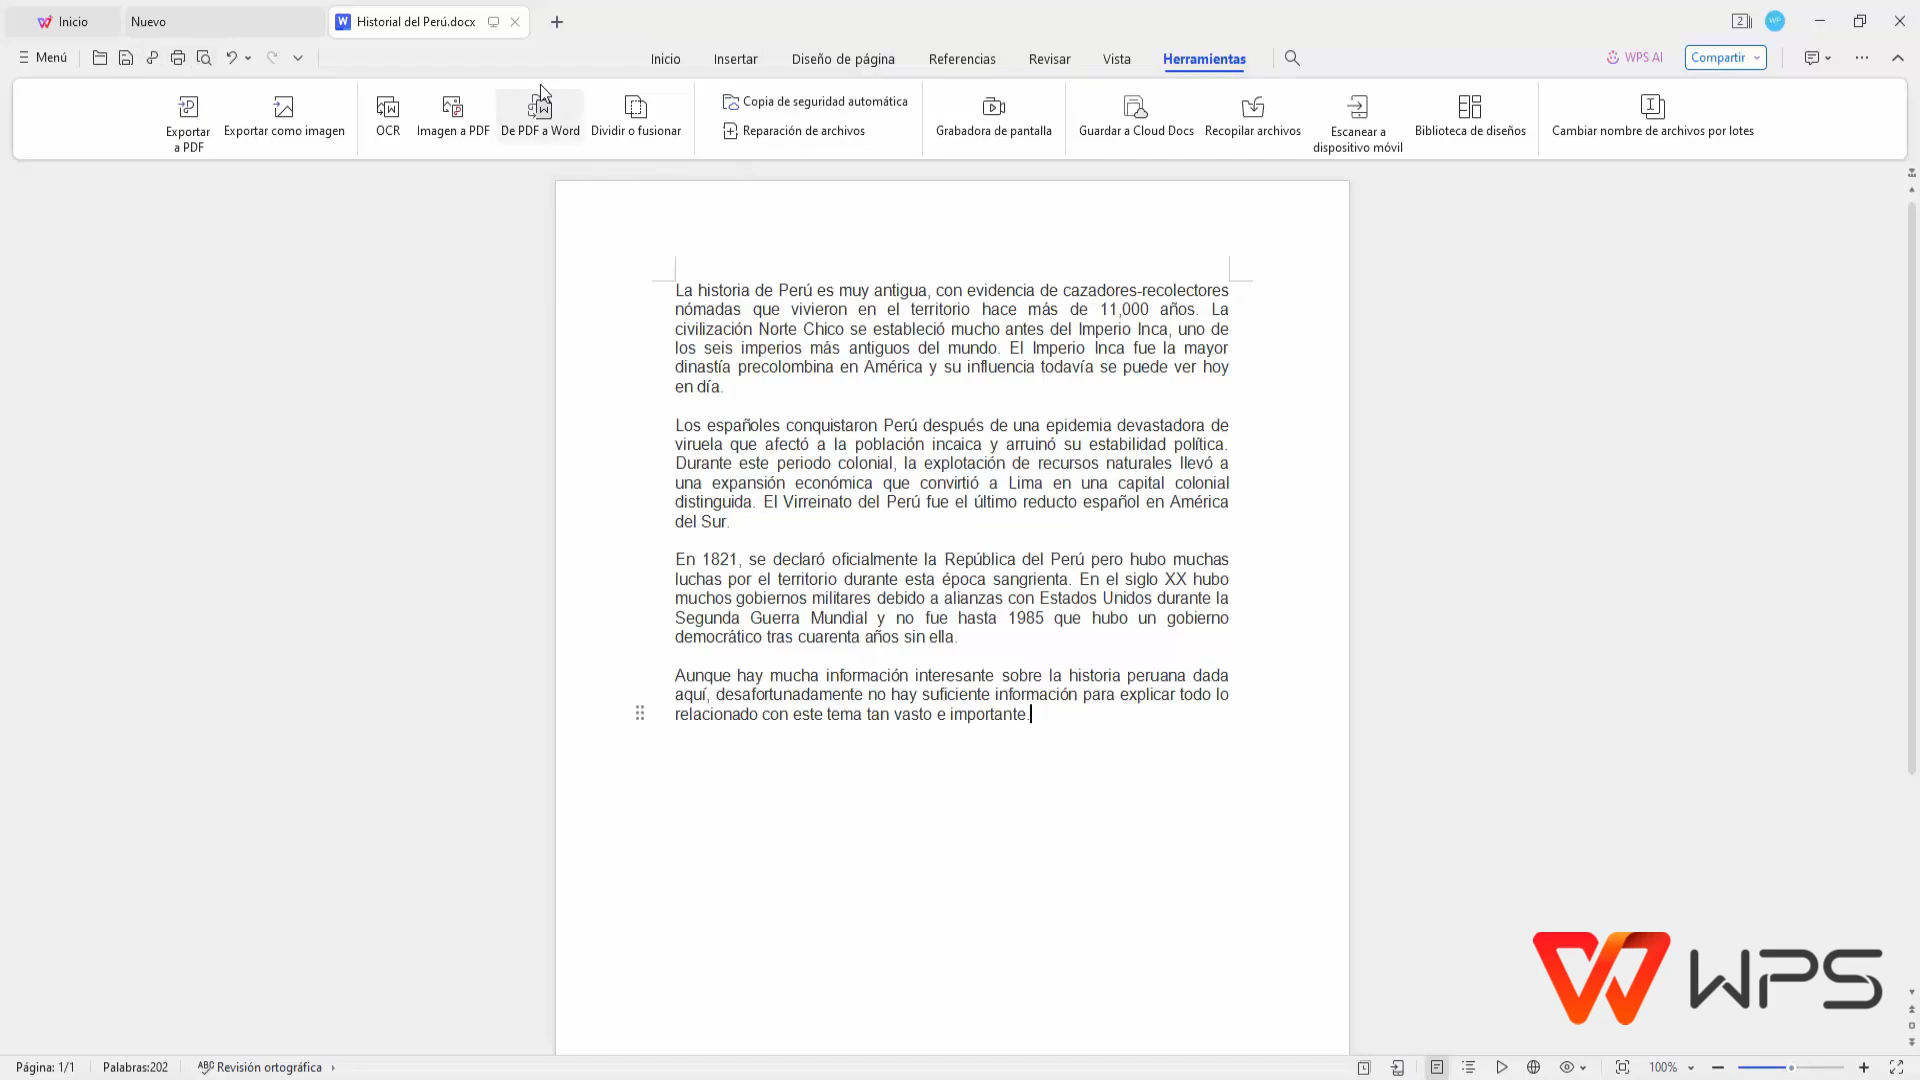 Inicio
Nuevo
Historial del Perú.docx
2
WP
Menú
Inicio
Insertar
Diseño de página
Referencias
Revisar
Vista
Herramientas
WPS AI
Compartir
Exportar
a PDF
Exportar como imagen
OCR
Imagen a PDF
De PDF a Word
Dividir o fusionar
Copia de seguridad automática
Reparación de archivos
Grabadora de pantalla
Guardar a Cloud Docs
Recopilar archivos
Escanear a
dispositivo móvil
Biblioteca de diseños
Cambiar nombre de archivos por lotes
La historia de Perú es muy antigua, con evidencia de cazadores-recolectores
nómadas que vivieron en el territorio hace más de 11,000 años. La
civilización Norte Chico se estableció mucho antes del Imperio Inca, uno de
los seis imperios más antiguos del mundo. El Imperio Inca fue la mayor
dinastía precolombina en América y su influencia todavía se puede ver hoy
en día.
Los españoles conquistaron Perú después de una epidemia devastadora de
viruela que afectó a la población incaica y arruinó su estabilidad política.
Durante este periodo colonial, la explotación de recursos naturales llevó a
una expansión económica que convirtió a Lima en una capital colonial
distinguida. El Virreinato del Perú fue el último reducto español en América
del Sur.
En 1821, se declaró oficialmente la República del Perú pero hubo muchas
luchas por el territorio durante esta época sangrienta. En el siglo XX hubo
muchos gobiernos militares debido a alianzas con Estados Unidos durante la
Segunda Guerra Mundial y no fue hasta 1985 que hubo un gobierno
democrático tras cuarenta años sin ella.
Aunque hay mucha información interesante sobre la historia peruana dada
aquí, desafortunadamente no hay suficiente información para explicar todo lo
relacionado con este tema tan vasto e importante.
WPS
Página: 1/1
Palabras:202
ABC Revisión ortográfica
100%